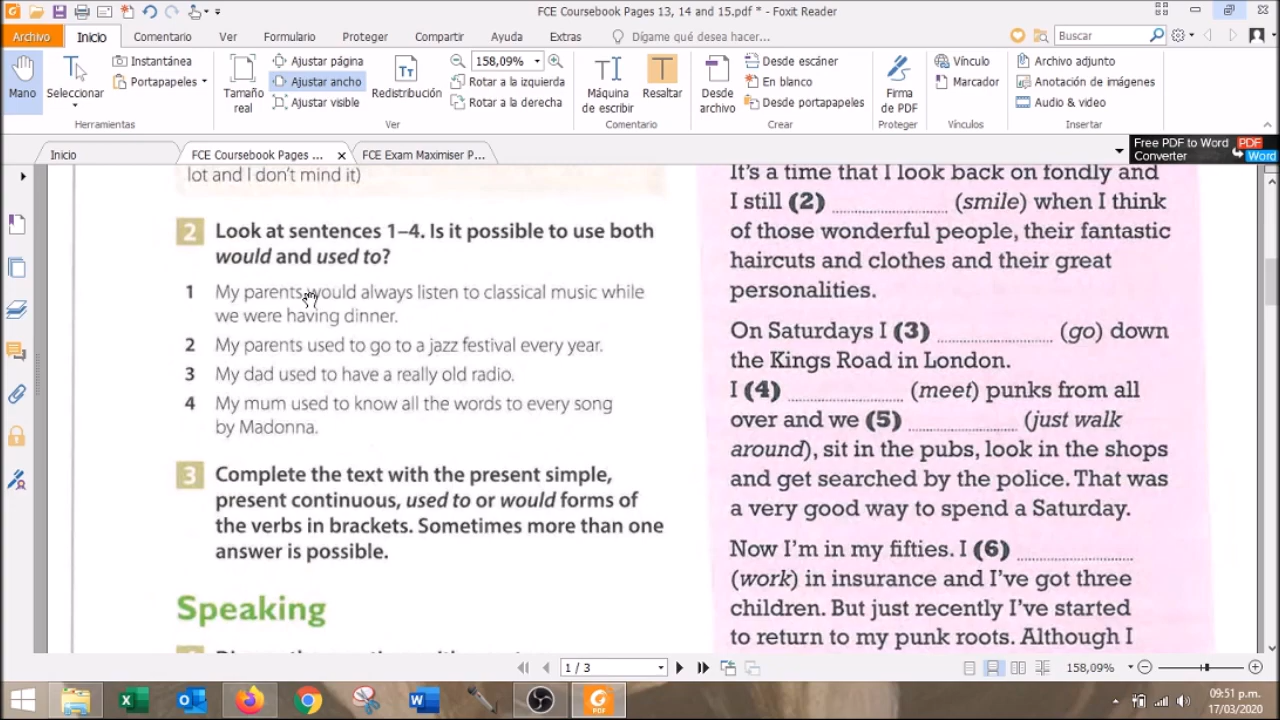 FCE Coursebook Pages 13, 14 and 15.pdf * - Foxit Reader
Archivo Inicio Comentario Ver Formulario Proteger Compartir Ayuda Extras Dígame qué desea hacer... Buscar
Mano
Seleccionar
Instantánea
Portapapeles
Herramientas
Tamaño
real
Ajustar página
Ajustar ancho
Ajustar visible
Redistribución
158,09%
Rotar a la izquierda
Rotar a la derecha
Ver
Máquina
de escribir
Resaltar
Comentario
Desde
archivo
Desde escáner
En blanco
Desde portapapeles
Crear
Firma
de PDF
Proteger
Vínculo
Marcador
Vínculos
Archivo adjunto
Anotación de imágenes
Audio & video
Insertar
Inicio FCE Coursebook Pages ... FCE Exam Maximiser P...
Free PDF to Word
Converter
PDF
Word
lot and I don't mind it)
2 Look at sentences 1–4. Is it possible to use both
would and used to?
1 My parents would always listen to classical music while
we were having dinner.
2 My parents used to go to a jazz festival every year.
3 My dad used to have a really old radio.
4 My mum used to know all the words to every song
by Madonna.
3 Complete the text with the present simple,
present continuous, used to or would forms of
the verbs in brackets. Sometimes more than one
answer is possible.
Speaking
It's a time that I look back on fondly and
I still (2) .................... (smile) when I think
of those wonderful people, their fantastic
haircuts and clothes and their great
personalities.
On Saturdays I (3) .................... (go) down
the Kings Road in London.
I (4) .................... (meet) punks from all
over and we (5) .................... (just walk
around), sit in the pubs, look in the shops
and get searched by the police. That was
a very good way to spend a Saturday.
Now I'm in my fifties. I (6) ....................
(work) in insurance and I've got three
children. But just recently I've started
to return to my punk roots. Although I
1 / 3
158,09%
PDF
09:51 p.m.
17/03/2020